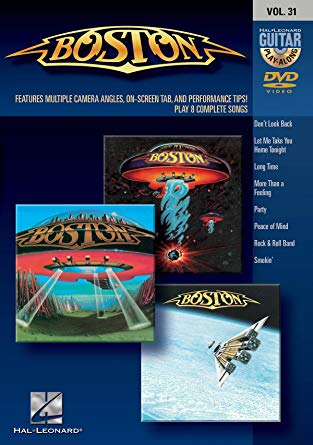 BOSTON
VOL. 31
HAL•LEONARD®
GUITAR
PLAY-ALONG
DVD
VIDEO
FEATURES MULTIPLE CAMERA ANGLES, ON-SCREEN TAB, AND PERFORMANCE TIPS!
PLAY 8 COMPLETE SONGS
Don't Look Back
Let Me Take You
Home Tonight
Long Time
More Than a
Feeling
Party
Peace of Mind
Rock & Roll Band
Smokin'
BOSTON
BOSTON
BOSTON
HAL•LEONARD®